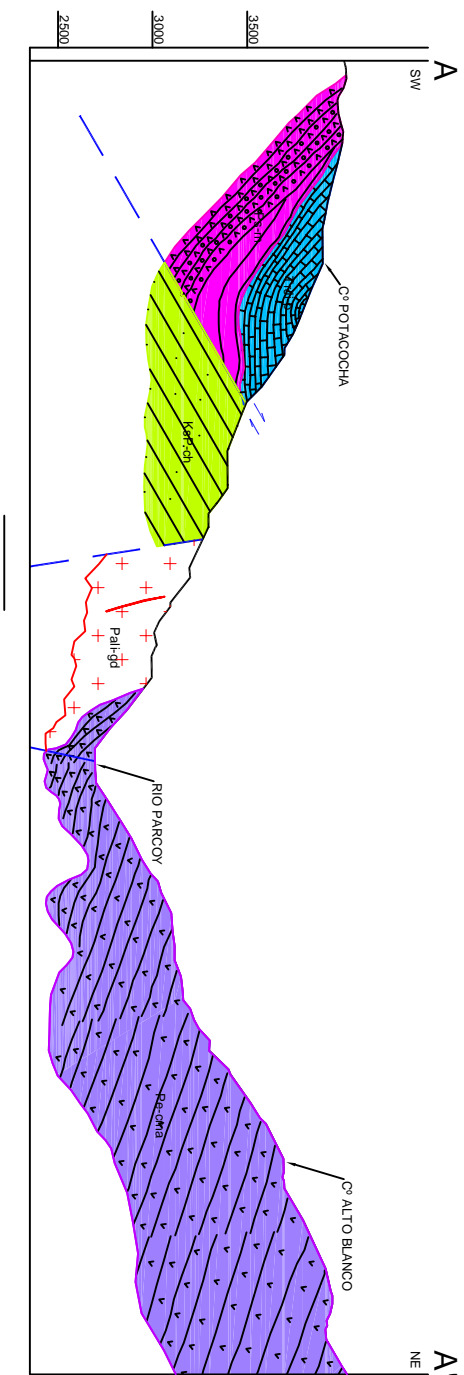 A
A'
SW
NE
3500
3000
2500
C° POTACOCHA
RIO PARCOY
C° ALTO BLANCO
KsP-ch
Pali-gd
Pe-cma